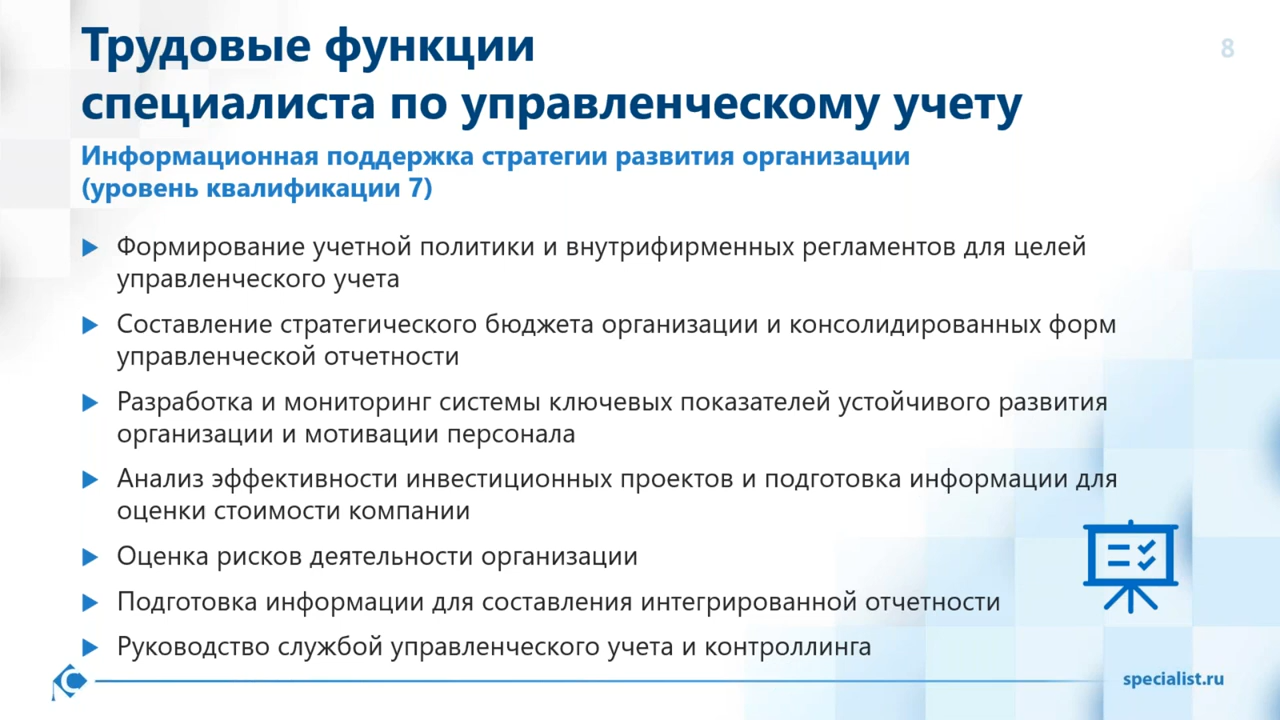 Трудовые функции
специалиста по управленческому учету
8
Информационная поддержка стратегии развития организации
(уровень квалификации 7)
Формирование учетной политики и внутрифирменных регламентов для целей
управленческого учета
Составление стратегического бюджета организации и консолидированных форм
управленческой отчетности
Разработка и мониторинг системы ключевых показателей устойчивого развития
организации и мотивации персонала
Анализ эффективности инвестиционных проектов и подготовка информации для
оценки стоимости компании
Оценка рисков деятельности организации
Подготовка информации для составления интегрированной отчетности
Руководство службой управленческого учета и контроллинга
specialist.ru